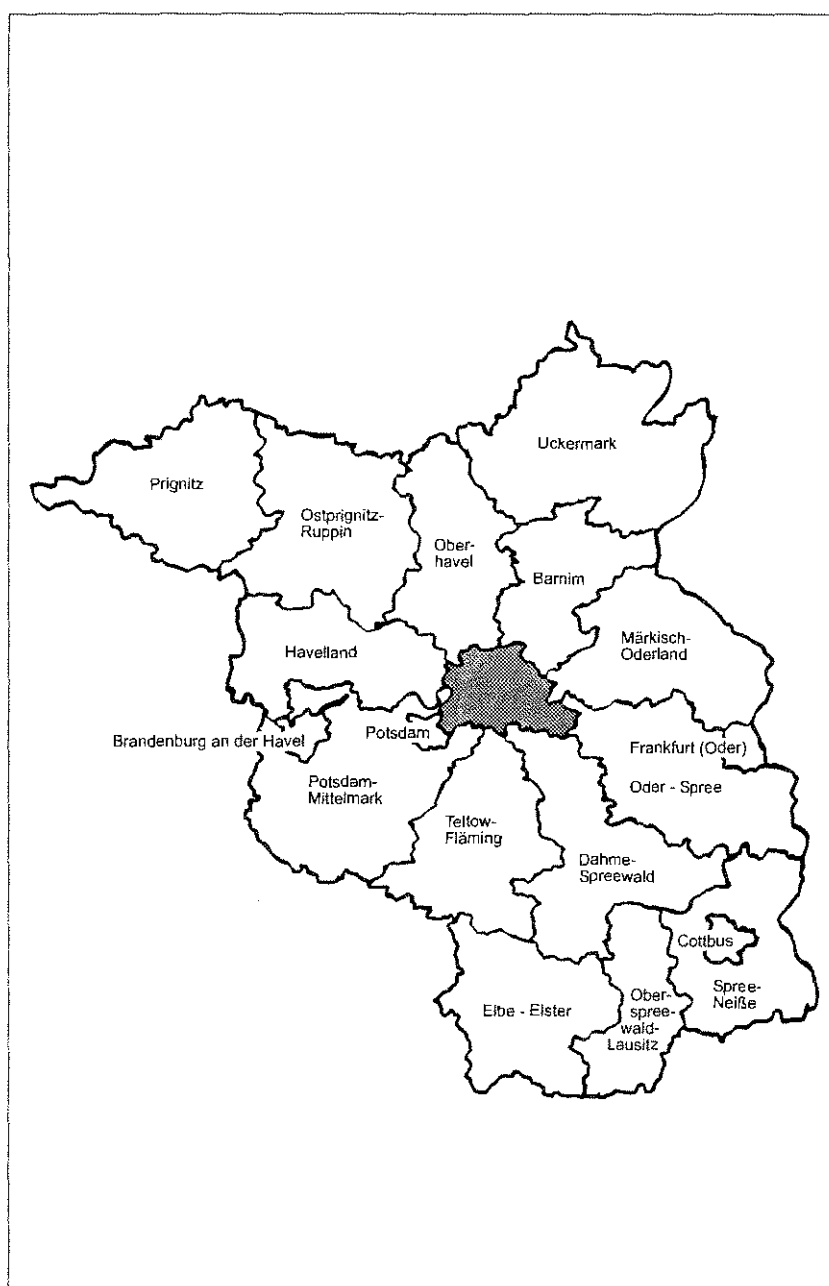 Uckermark
Prignitz
Ostprignitz-
Ruppin
Ober-
havel
Barnim
Märkisch-
Oderland
Havelland
Brandenburg an der Havel
Potsdam
Frankfurt (Oder)
Oder - Spree
Potsdam-
Mittelmark
Teltow-
Fläming
Dahme-
Spreewald
Cottbus
Spree-
Neiße
Elbe - Elster
Ober-
spree-
wald-
Lausitz